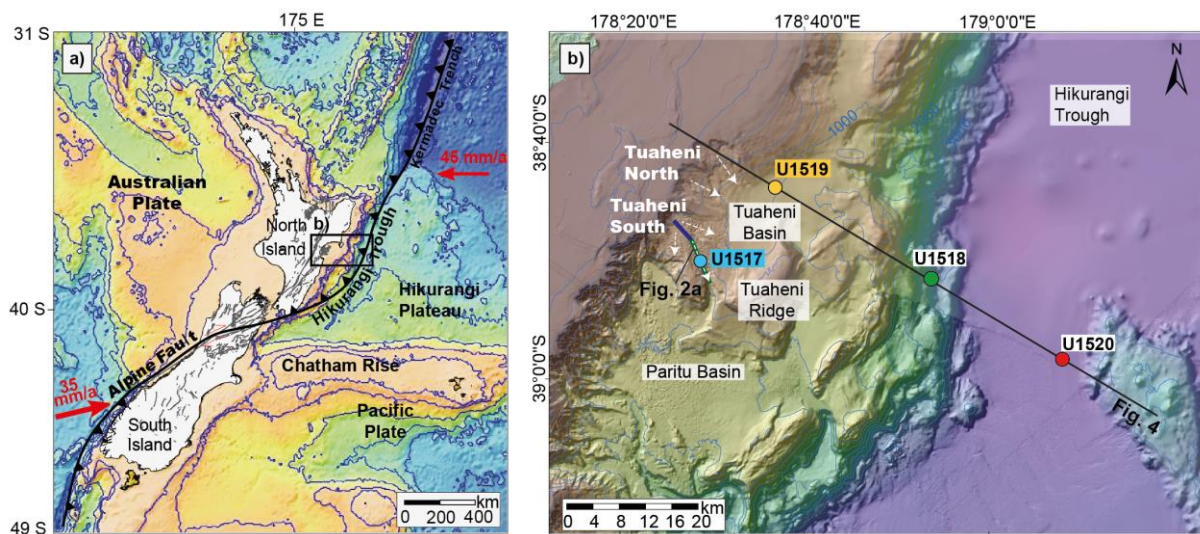 175 E
31 S
a)
Kermadec Trench
45 mm/a
Australian
Plate
North
Island
b)
Hikurangi Trough
Hikurangi
Plateau
40 S
Alpine Fault
Chatham Rise
35
mm/a
Pacific
Plate
South
Island
km
0 200 400
49 S
178°20'0"E
178°40'0"E
179°0'0"E
b)
N
Hikurangi
Trough
1000
38°40'0"S
U1519
Tuaheni
North
Tuaheni
Basin
Tuaheni
South
U1517
U1518
Fig. 2a
Tuaheni
Ridge
U1520
Paritu Basin
39°0'0"S
Fig. 4
km
0 4 8 12 16 20